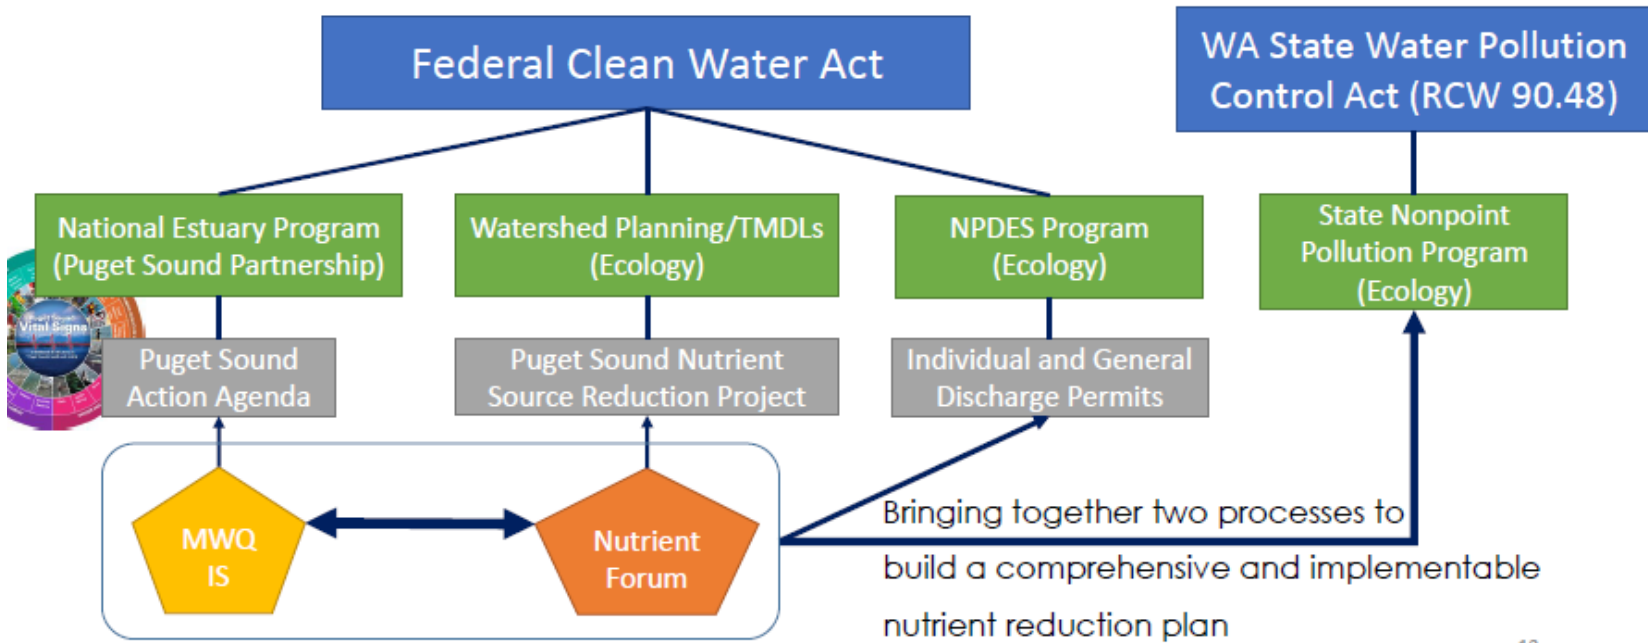 Federal Clean Water Act
WA State Water Pollution
Control Act (RCW 90.48)
National Estuary Program
(Puget Sound Partnership)
Watershed Planning/TMDLs
(Ecology)
NPDES Program
(Ecology)
State Nonpoint
Pollution Program
(Ecology)
Vital Signs
Puget Sound
Action Agenda
Puget Sound Nutrient
Source Reduction Project
Individual and General
Discharge Permits
MWQ
IS
Nutrient
Forum
Bringing together two processes to
build a comprehensive and implementable
nutrient reduction plan